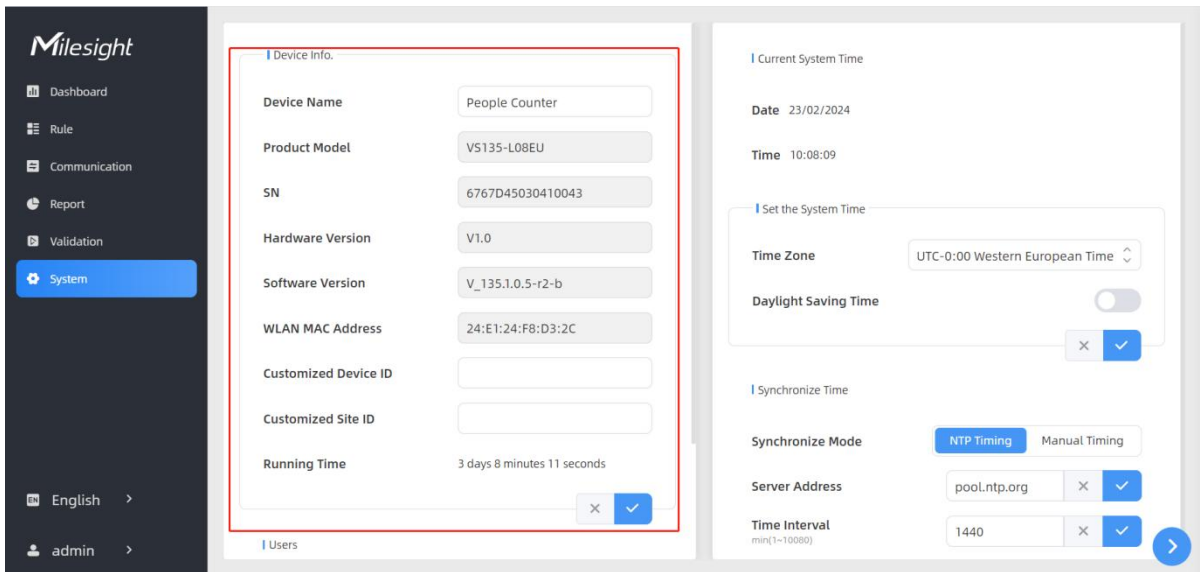 Milesight
Dashboard
Rule
Communication
Report
Validation
System
EN English >
admin >
Device Info.
Device Name People Counter
Product Model VS135-L08EU
SN 6767D45030410043
Hardware Version V1.0
Software Version V_135.1.0.5-r2-b
WLAN MAC Address 24:E1:24:F8:D3:2C
Customized Device ID
Customized Site ID
Running Time 3 days 8 minutes 11 seconds
Users
Current System Time
Date 23/02/2024
Time 10:08:09
Set the System Time
Time Zone UTC-0:00 Western European Time
Daylight Saving Time
Synchronize Time
Synchronize Mode NTP Timing Manual Timing
Server Address pool.ntp.org
Time Interval 1440
min(1~10080)